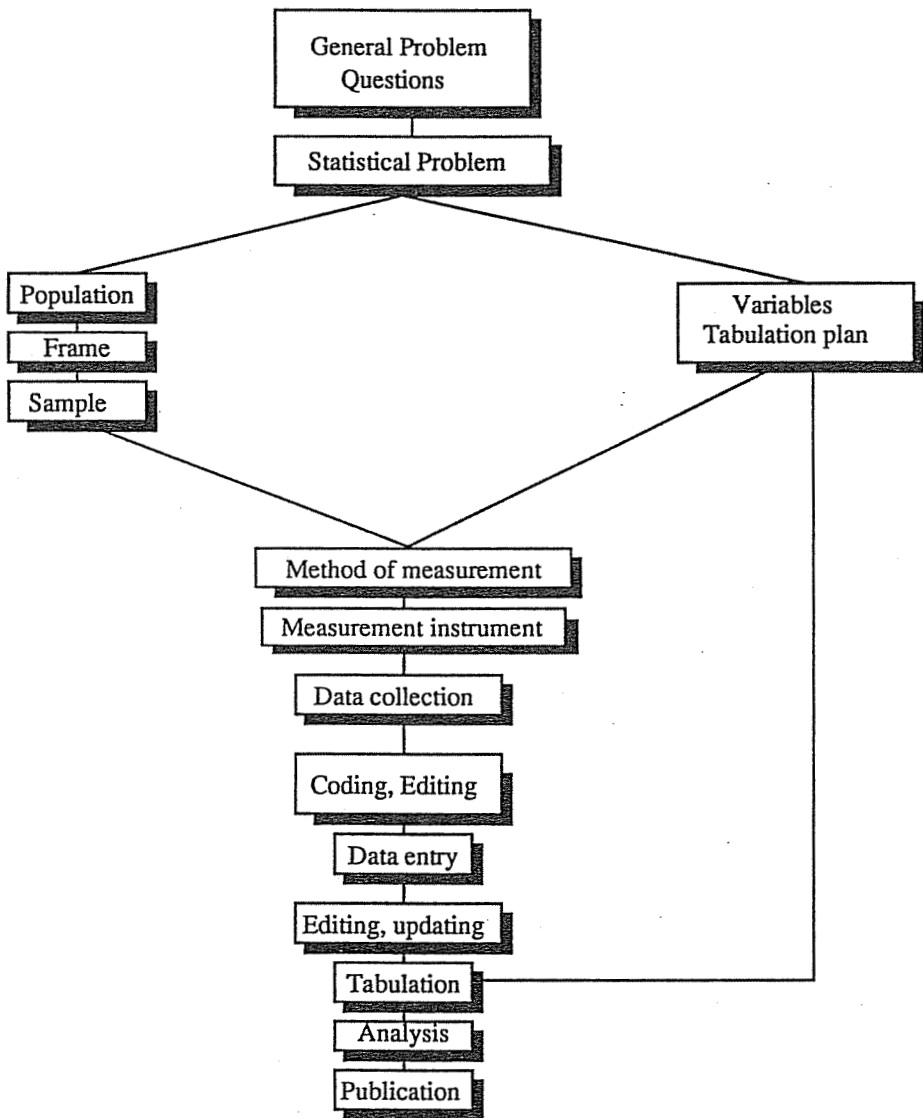 General Problem
Questions
Statistical Problem
Population
Frame
Sample
Variables
Tabulation plan
Method of measurement
Measurement instrument
Data collection
Coding, Editing
Data entry
Editing, updating
Tabulation
Analysis
Publication